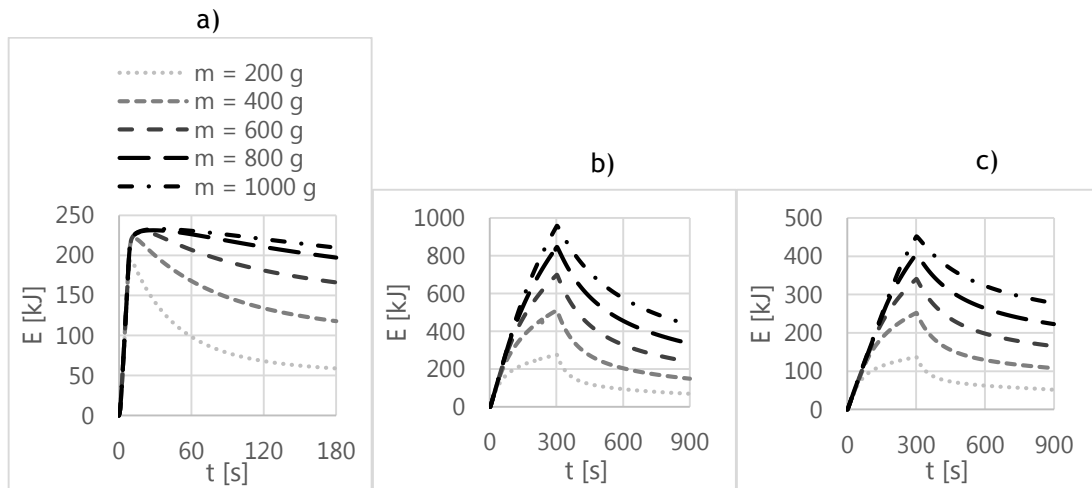 a)
m = 200 g
m = 400 g
m = 600 g
m = 800 g
m = 1000 g
E [kJ]
250
200
150
100
50
0
0 60 120 180
t [s]
b)
E [kJ]
1000
800
600
400
200
0
0 300 600 900
t [s]
c)
E [kJ]
500
400
300
200
100
0
0 300 600 900
t [s]